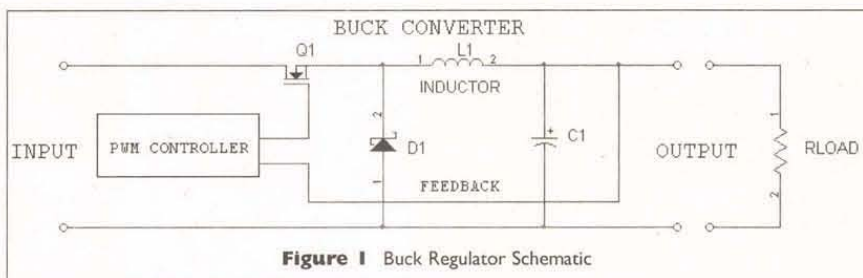 BUCK CONVERTER
Q1
L1
1 2
INDUCTOR
2
INPUT
PWM CONTROLLER
D1
+
C1
OUTPUT
1
RLOAD
1
FEEDBACK
2
Figure 1 Buck Regulator Schematic